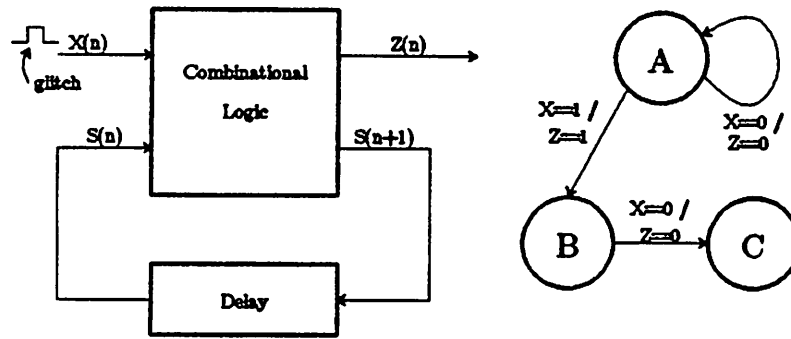 X(n)
glitch
Z(n)
Combinational
Logic
S(n)
S(n+1)
Delay
A
X=1 /
Z=1
X=0 /
Z=0
X=0 /
Z=0
B
C